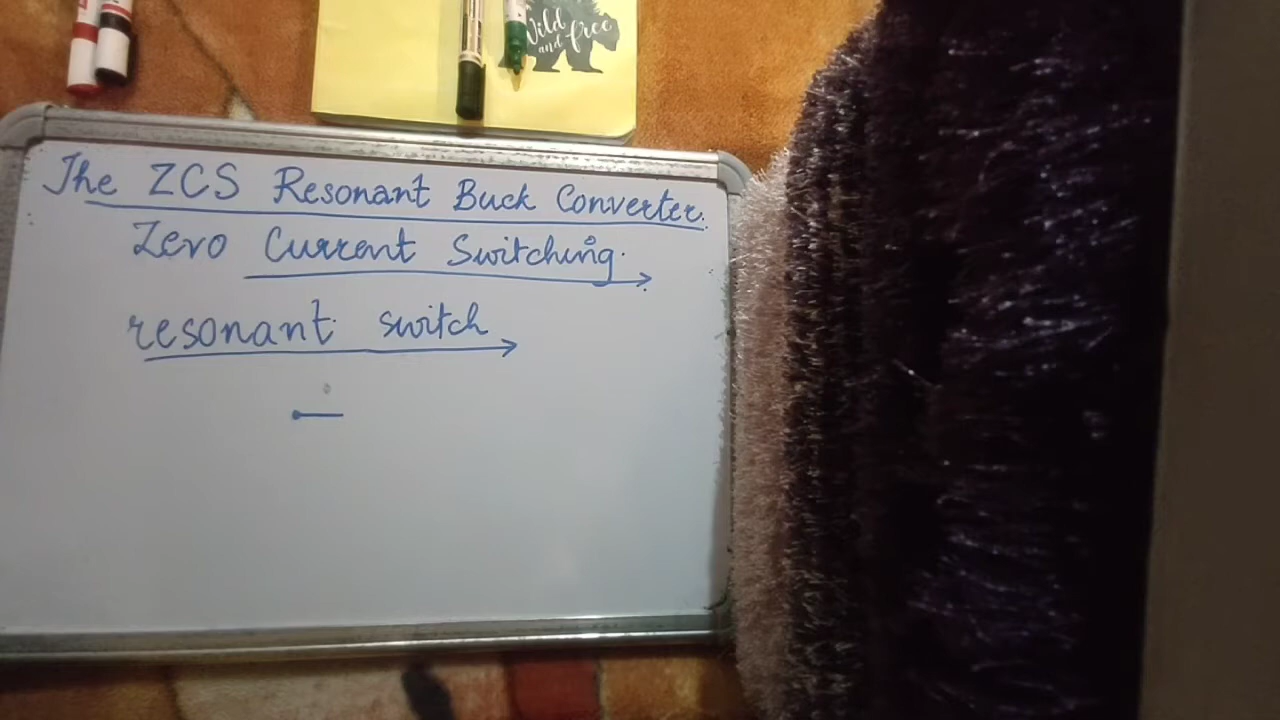 Wild
and free
The ZCS Resonant Buck Converter.
Zero Current Switching.
resonant switch